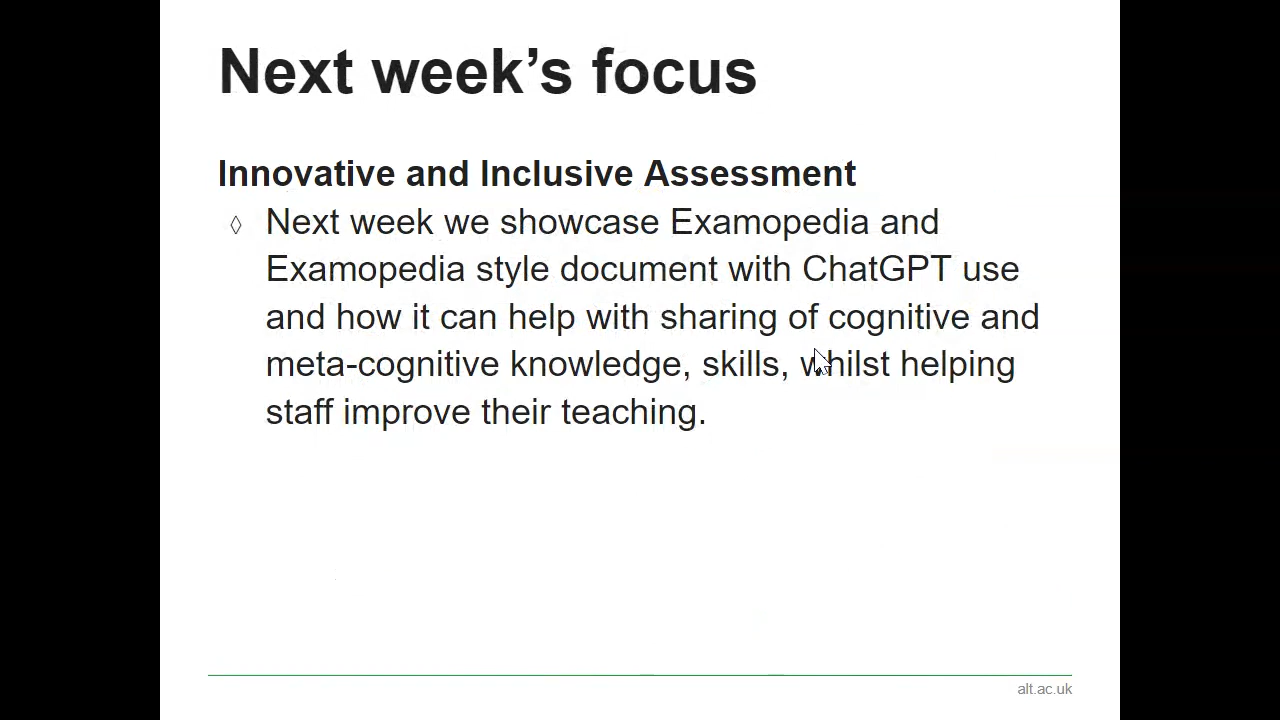 Next week’s focus
Innovative and Inclusive Assessment
◊ Next week we showcase Examopedia and
Examopedia style document with ChatGPT use
and how it can help with sharing of cognitive and
meta-cognitive knowledge, skills, whilst helping
staff improve their teaching.
alt.ac.uk